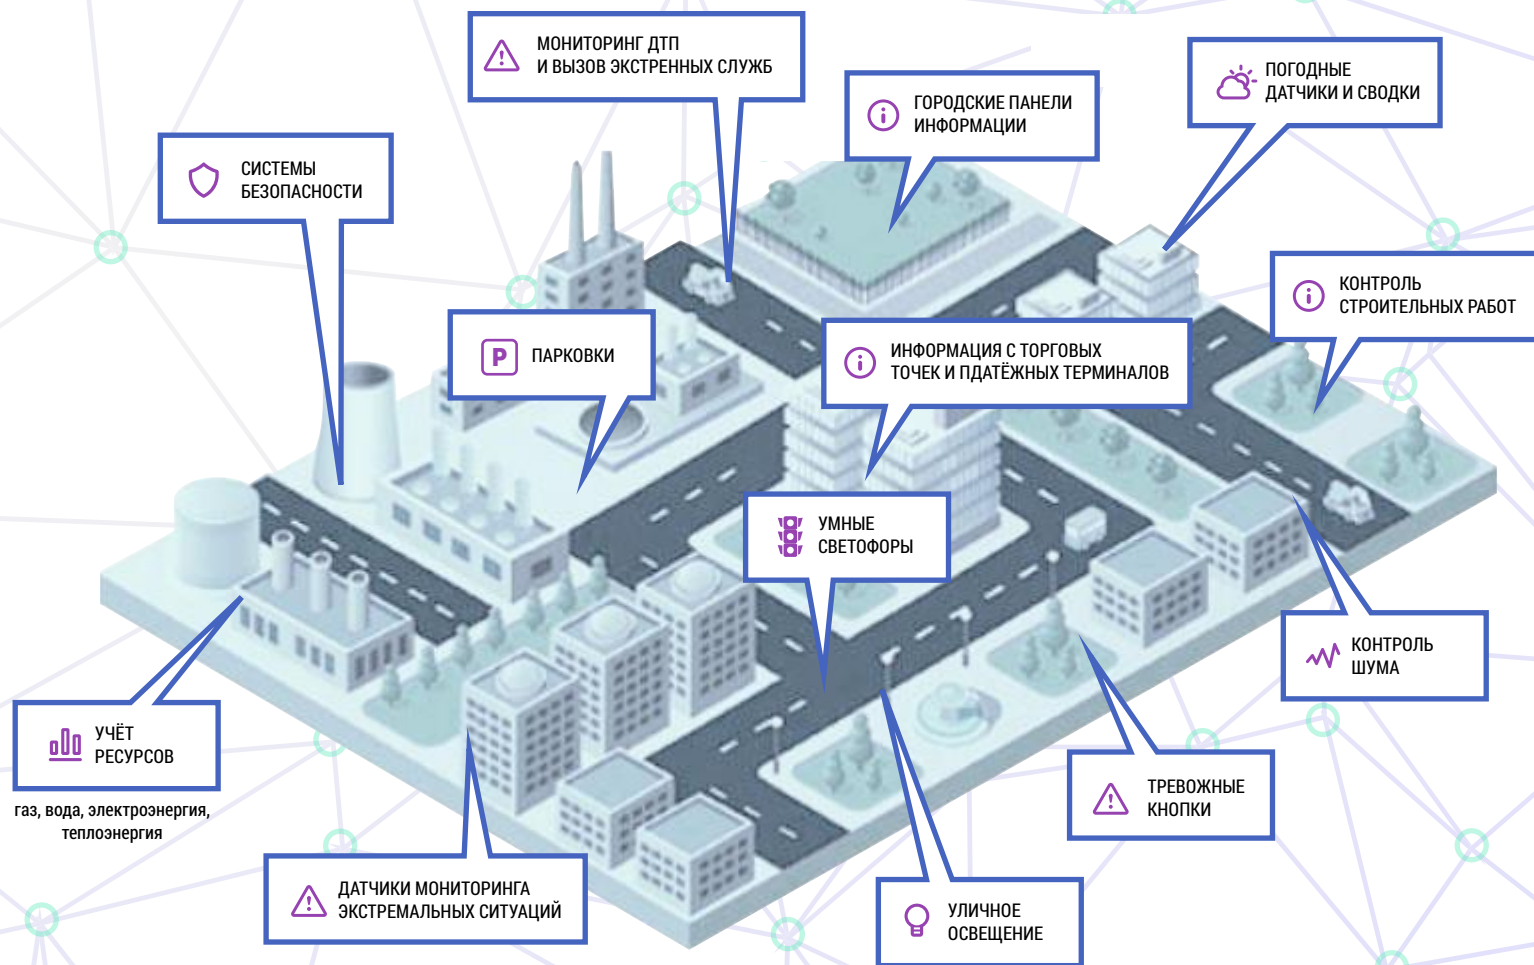 МОНИТОРИНГ ДТП
И ВЫЗОВ ЭКСТРЕННЫХ СЛУЖБ
ГОРОДСКИЕ ПАНЕЛИ
ИНФОРМАЦИИ
ПОГОДНЫЕ
ДАТЧИКИ И СВОДКИ
СИСТЕМЫ
БЕЗОПАСНОСТИ
КОНТРОЛЬ
СТРОИТЕЛЬНЫХ РАБОТ
P
ПАРКОВКИ
ИНФОРМАЦИЯ С ТОРГОВЫХ
ТОЧЕК И ПДАТЁЖНЫХ ТЕРМИНАЛОВ
УМНЫЕ
СВЕТОФОРЫ
КОНТРОЛЬ
ШУМА
УЧЁТ
РЕСУРСОВ
газ, вода, электроэнергия,
теплоэнергия
ТРЕВОЖНЫЕ
КНОПКИ
ДАТЧИКИ МОНИТОРИНГА
ЭКСТРЕМАЛЬНЫХ СИТУАЦИЙ
УЛИЧНОЕ
ОСВЕЩЕНИЕ